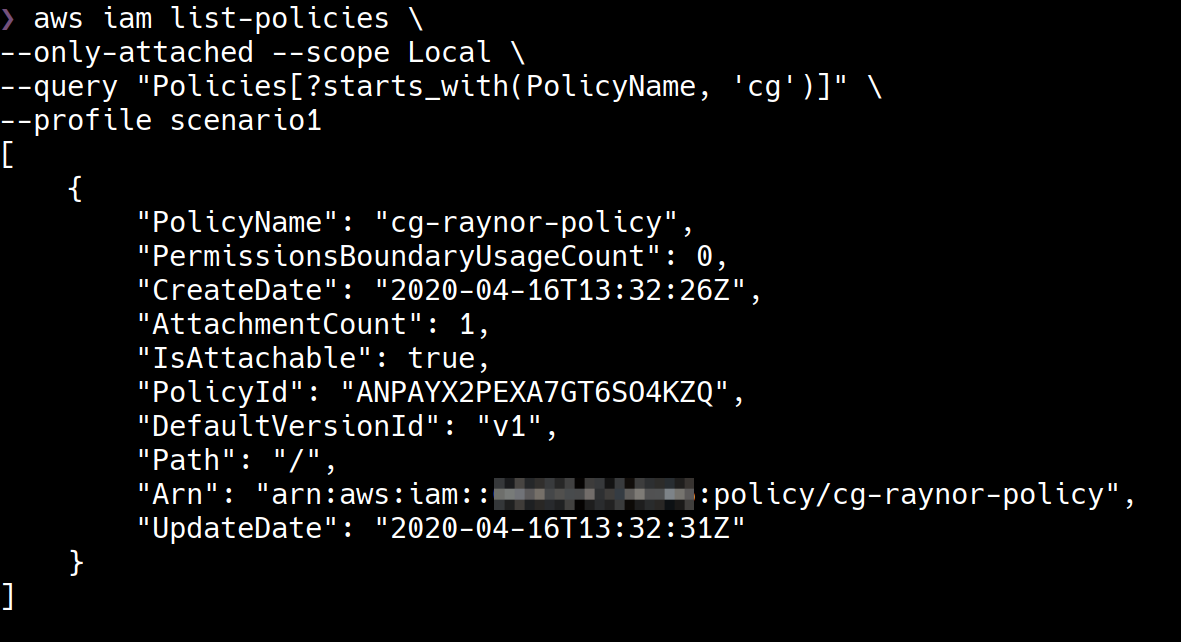 ❯ aws iam list-policies \
--only-attached --scope Local \
--query "Policies[?starts_with(PolicyName, 'cg')]" \
--profile scenario1
[
    {
        "PolicyName": "cg-raynor-policy",
        "PermissionsBoundaryUsageCount": 0,
        "CreateDate": "2020-04-16T13:32:26Z",
        "AttachmentCount": 1,
        "IsAttachable": true,
        "PolicyId": "ANPAYX2PEXA7GT6SO4KZQ",
        "DefaultVersionId": "v1",
        "Path": "/",
        "Arn": "arn:aws:iam:::policy/cg-raynor-policy",
        "UpdateDate": "2020-04-16T13:32:31Z"
    }
]